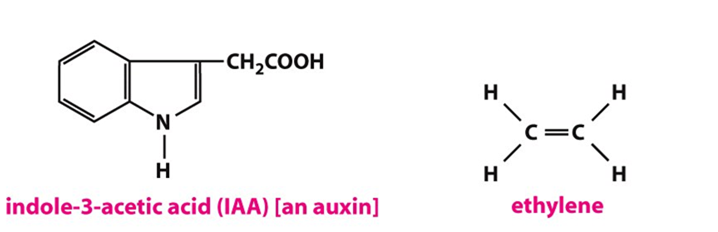 CH₂COOH
N
H
indole-3-acetic acid (IAA) [an auxin]
H H
C=C
H H
ethylene